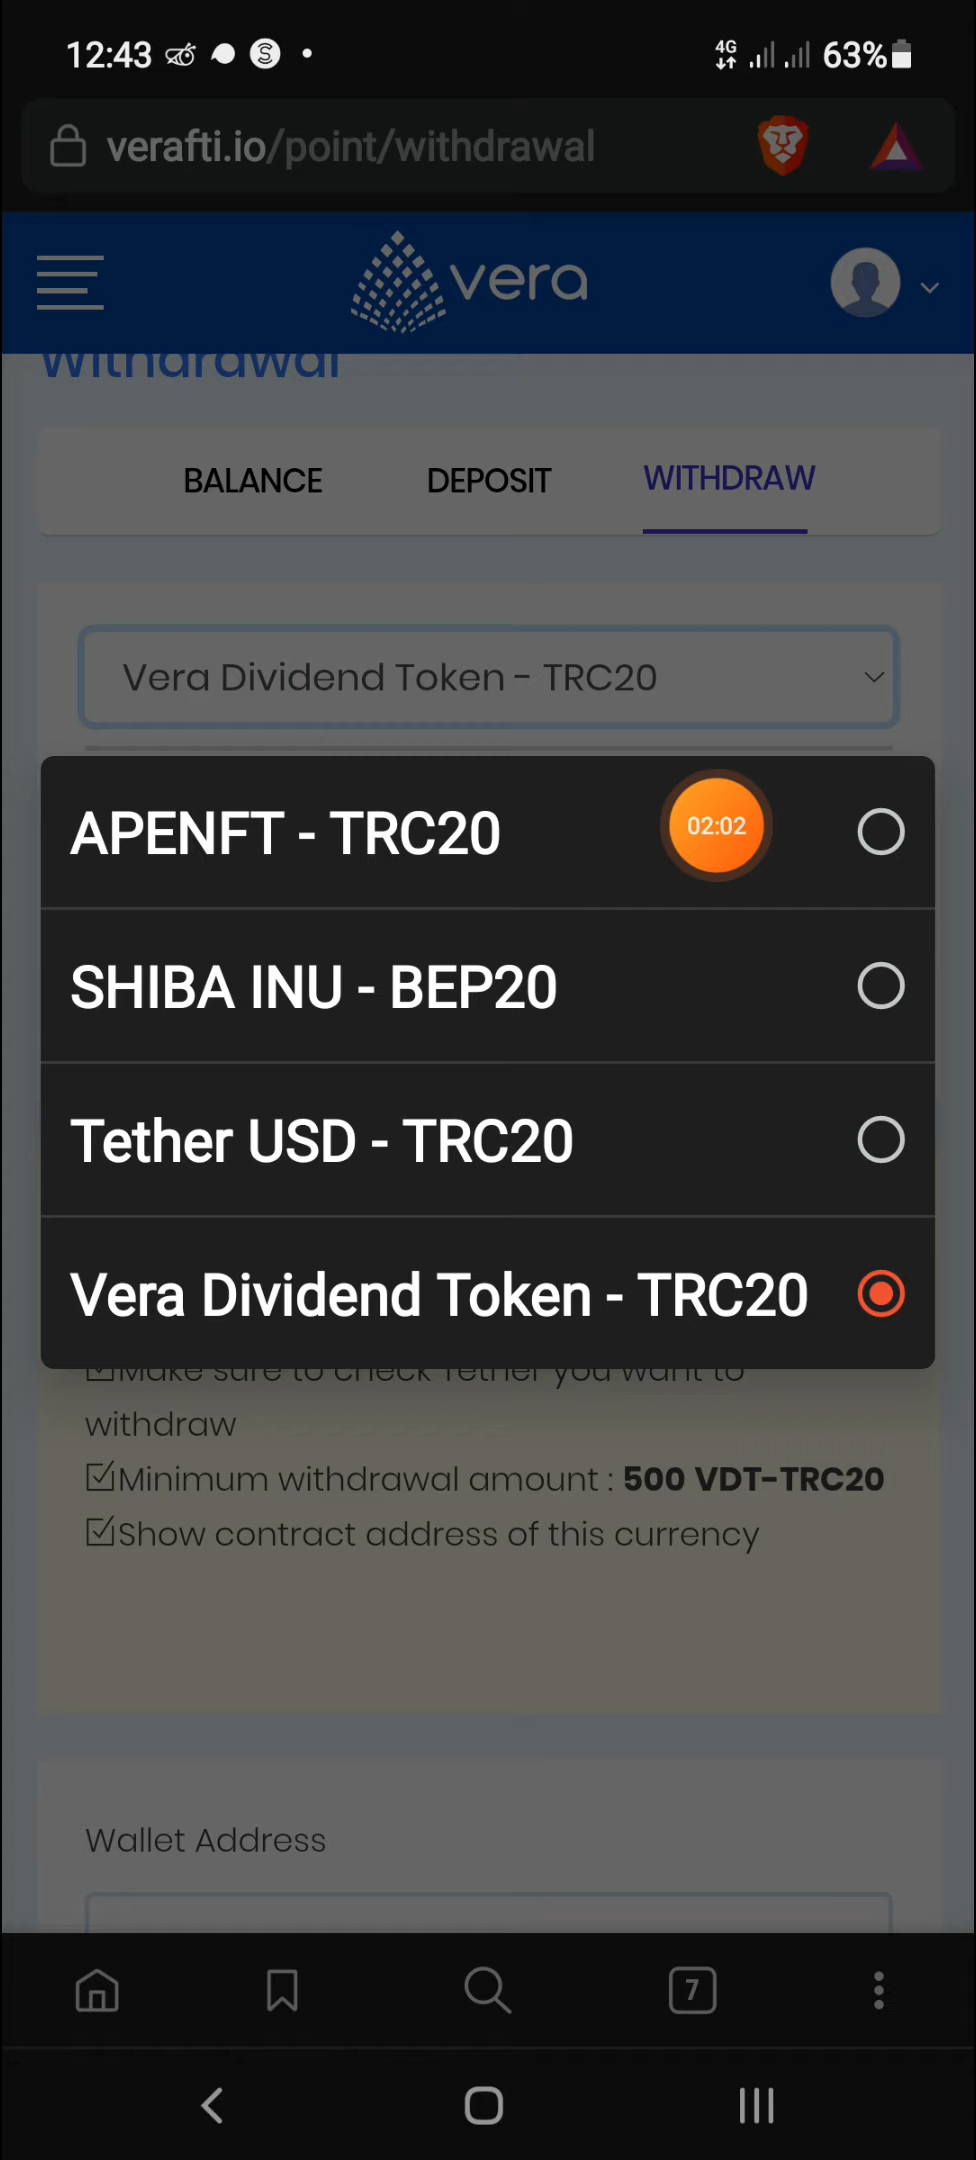 12:43
4G
63%
verafti.io/point/withdrawal
vera
Withdrawal
BALANCE
DEPOSIT
WITHDRAW
Vera Dividend Token - TRC20
APENFT - TRC20
02:02
SHIBA INU - BEP20
Tether USD - TRC20
Vera Dividend Token - TRC20
Make sure to check Tether you want to
withdraw
Minimum withdrawal amount : 500 VDT-TRC20
Show contract address of this currency
Wallet Address
7